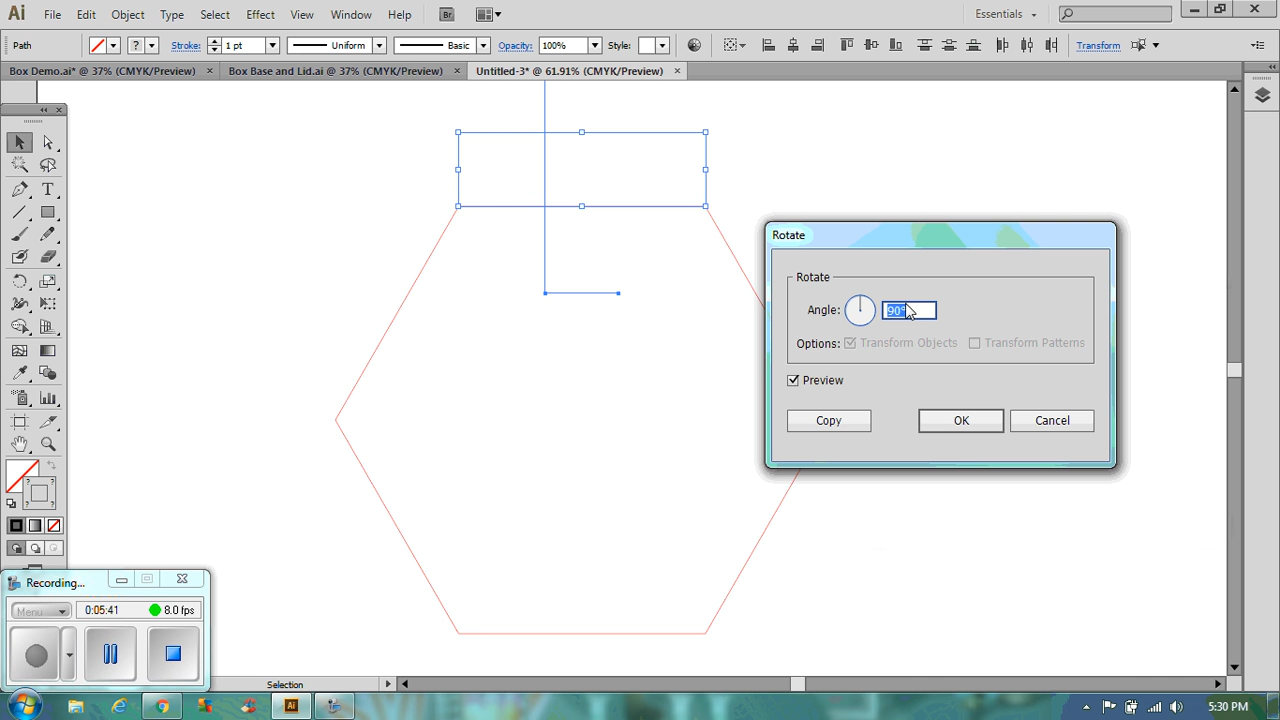 Ai File Edit Object Type Select Effect View Window Help Br Essentials
Path ? Stroke: 1 pt Uniform Basic Opacity: 100% Style: Transform
Box Demo.ai* @ 37% (CMYK/Preview) × Box Base and Lid.ai @ 37% (CMYK/Preview) × Untitled-3* @ 61.91% (CMYK/Preview) ×
Rotate
Rotate
Angle: 90°
Options: Transform Objects Transform Patterns
Preview
Copy OK Cancel
Recording...
Menu 0:05:41 8.0 fps
Selection
Ai 5:30 PM